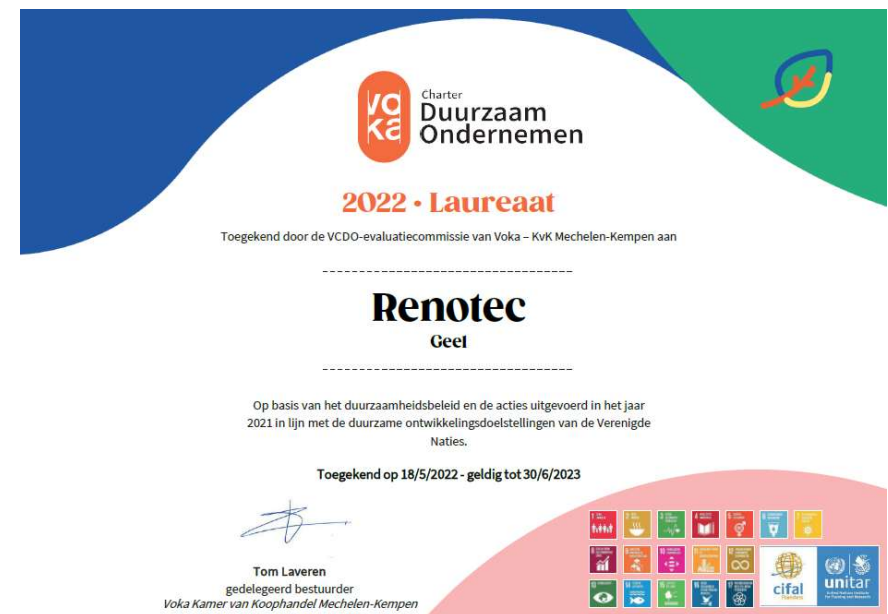 voka
Charter
Duurzaam
Ondernemen
2022 • Laureaat
Toegekend door de VCDO-evaluatiecommissie van Voka – KvK Mechelen-Kempen aan
Renotec
Geel
Op basis van het duurzaamheidsbeleid en de acties uitgevoerd in het jaar
2021 in lijn met de duurzame ontwikkelingsdoelstellingen van de Verenigde
Naties.
Toegekend op 18/5/2022 - geldig tot 30/6/2023
Tom Laveren
gedelegeerd bestuurder
Voka Kamer van Koophandel Mechelen-Kempen
cifal
unitar